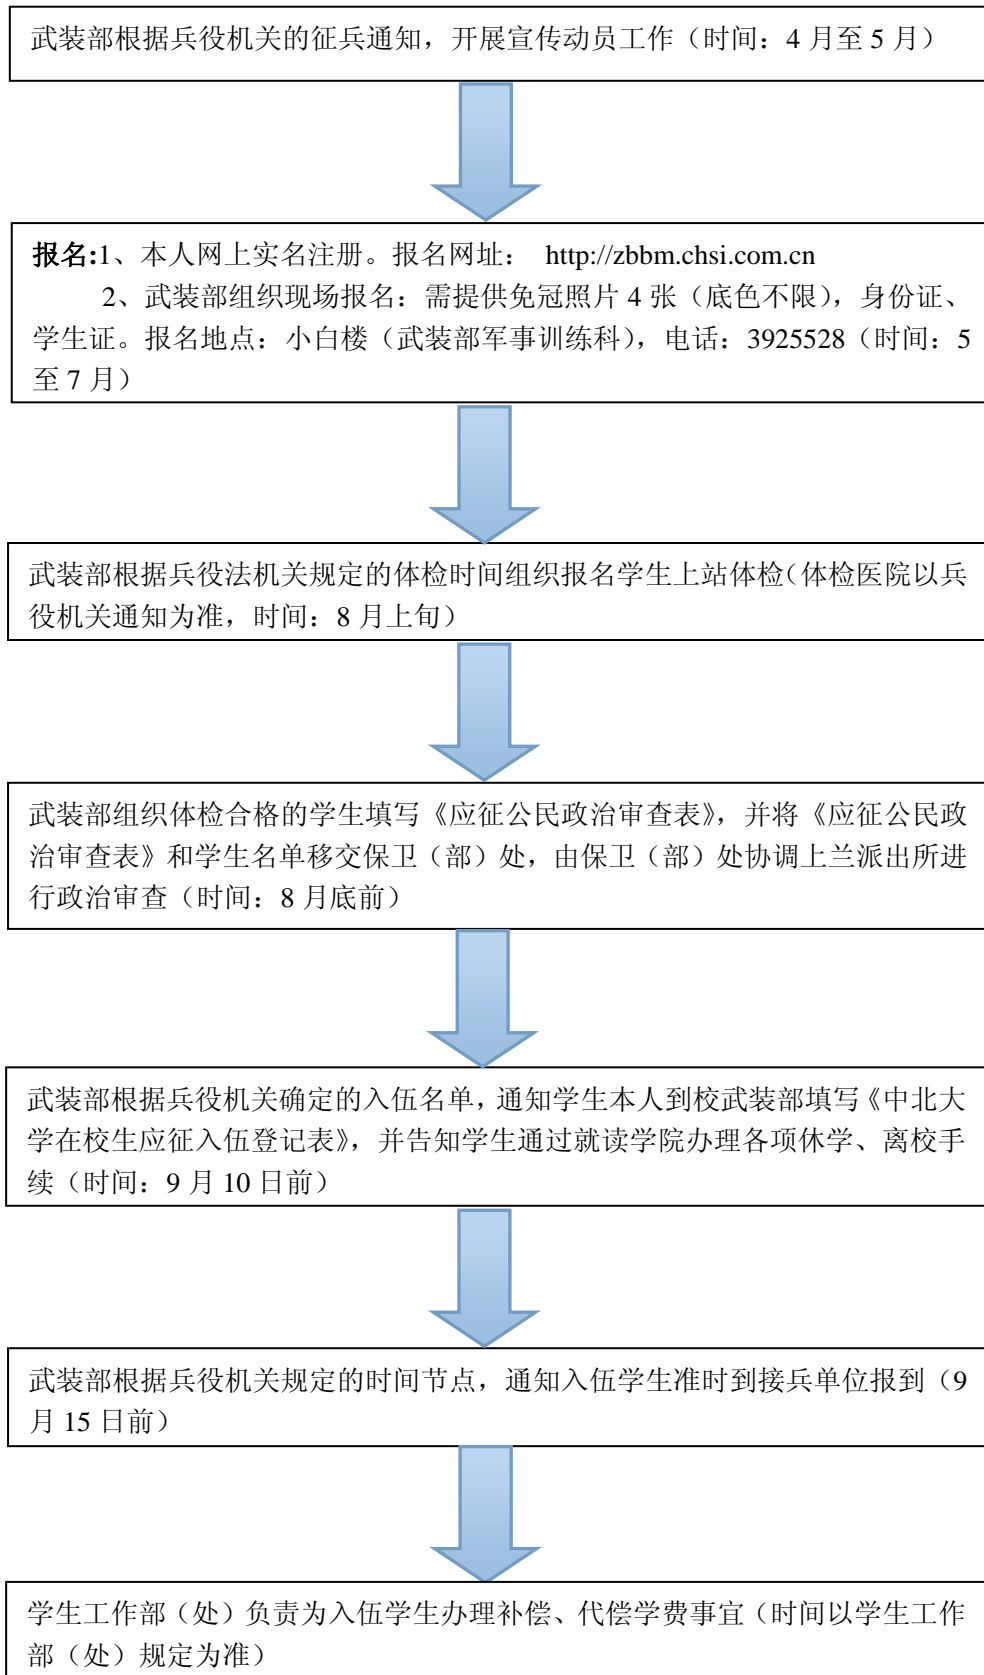 武装部根据兵役机关的征兵通知，开展宣传动员工作（时间：4 月至 5 月）
报名:1、本人网上实名注册。报名网址： http://zbbm.chsi.com.cn
2、武装部组织现场报名：需提供免冠照片 4 张（底色不限），身份证、
学生证。报名地点：小白楼（武装部军事训练科），电话：3925528（时间：5
至 7 月）
武装部根据兵役法机关规定的体检时间组织报名学生上站体检（体检医院以兵
役机关通知为准，时间：8 月上旬）
武装部组织体检合格的学生填写《应征公民政治审查表》，并将《应征公民政
治审查表》和学生名单移交保卫（部）处，由保卫（部）处协调上兰派出所进
行政治审查（时间：8 月底前）
武装部根据兵役机关确定的入伍名单，通知学生本人到校武装部填写《中北大
学在校生应征入伍登记表》，并告知学生通过就读学院办理各项休学、离校手
续（时间：9 月 10 日前）
武装部根据兵役机关规定的时间节点，通知入伍学生准时到接兵单位报到（9
月 15 日前）
学生工作部（处）负责为入伍学生办理补偿、代偿学费事宜（时间以学生工作
部（处）规定为准）